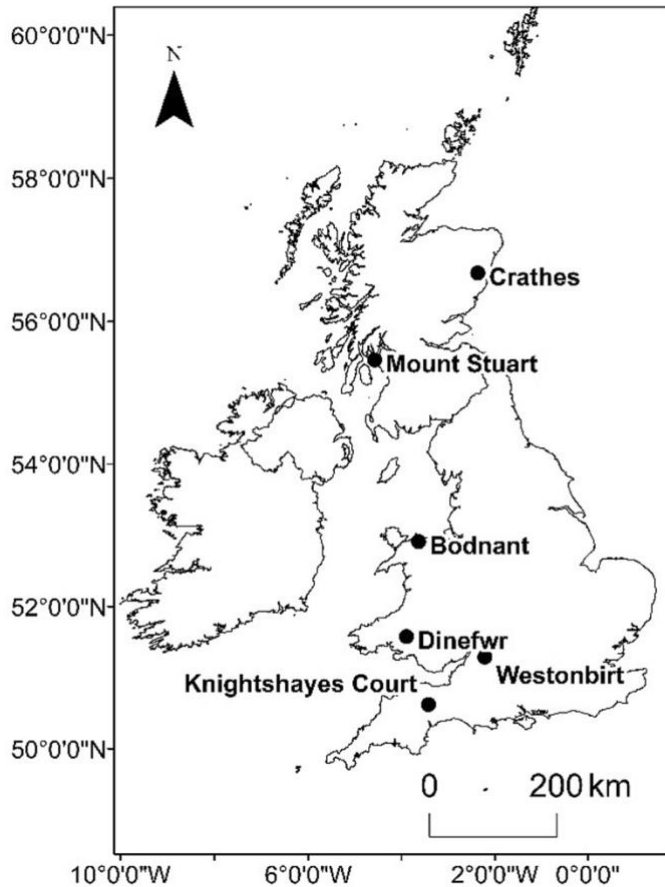 60°0'0"N
N
58°0'0"N
Crathes
56°0'0"N
Mount Stuart
54°0'0"N
Bodnant
52°0'0"N
Dinefwr
Westonbirt
Knightshayes Court
50°0'0"N
0 200 km
10°0'0"W 6°0'0"W 2°0'0"W 0°0'0"